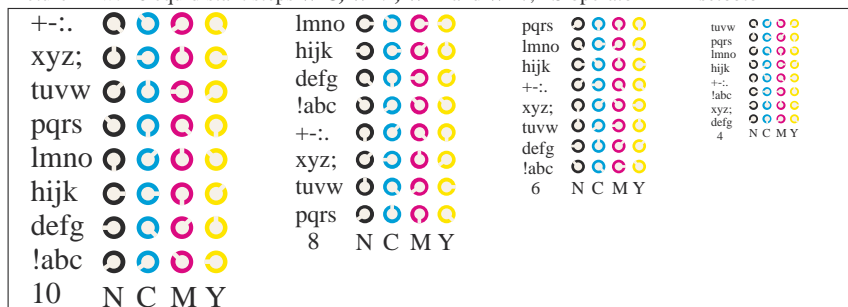 +-:.
xyz;
tuvw
pqrs
lmno
hijk
defg
!abc
10 N C M Y
lmno
hijk
defg
!abc
+-:.
xyz;
tuvw
pqrs
8 N C M Y
pqrs
lmno
hijk
+-:.
xyz;
tuvw
defg
!abc
6 N C M Y
tuvw
pqrs
lmno
hijk
+-:.
!abc
xyz;
defg
4 N C M Y